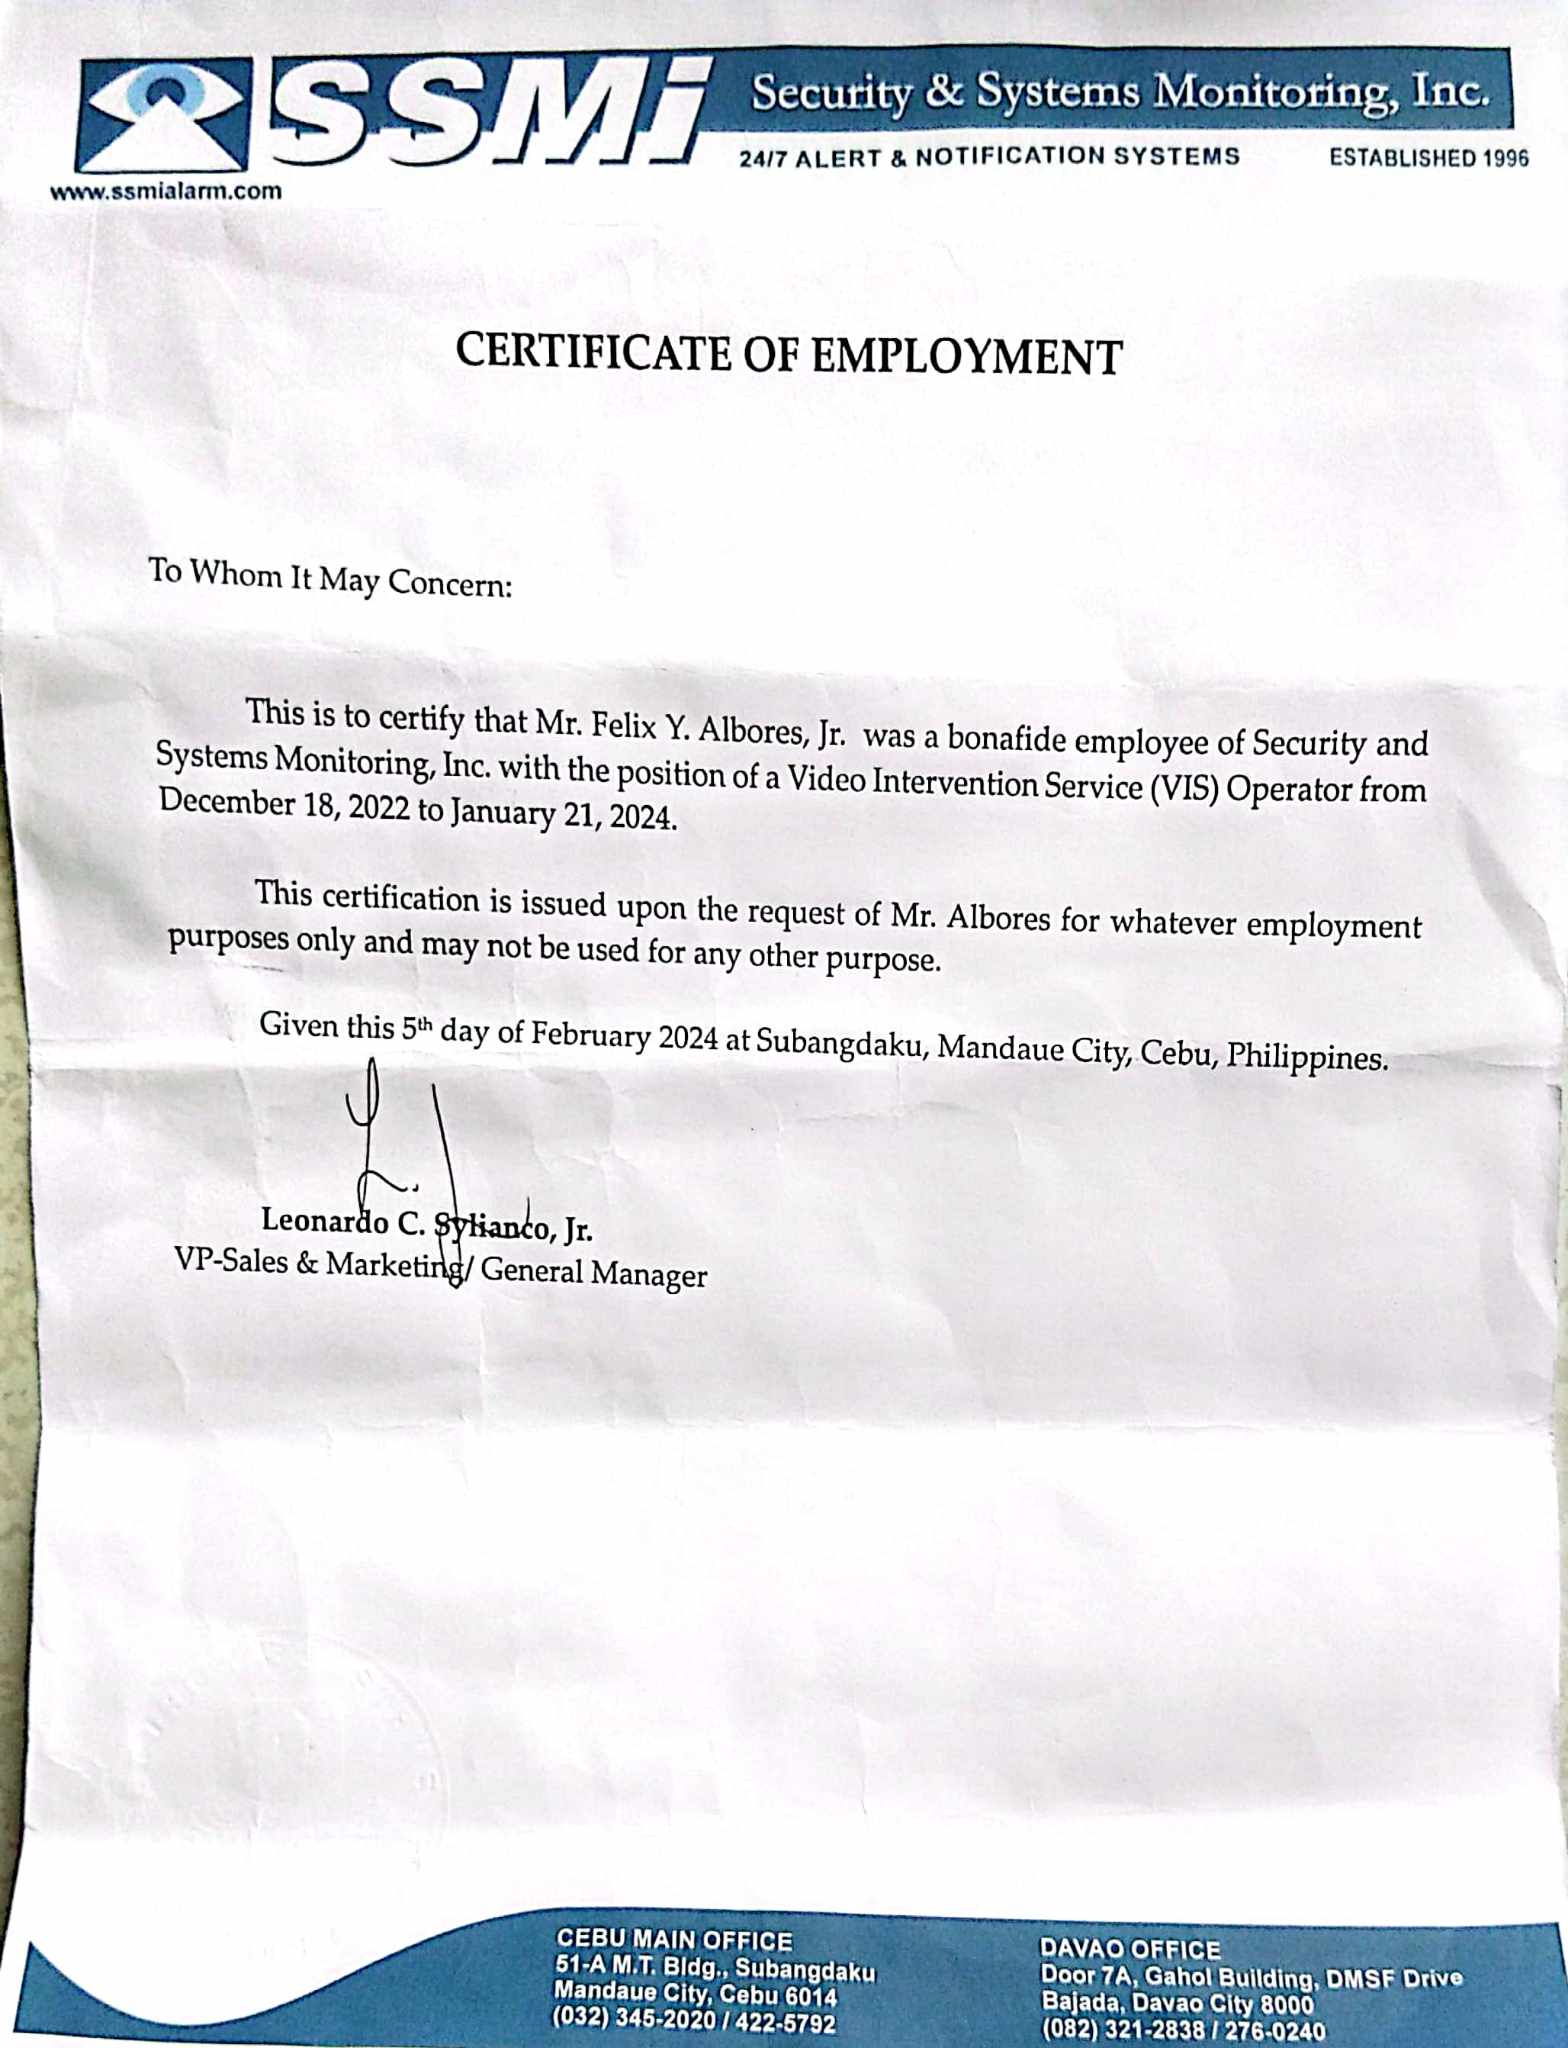 SSMi Security & Systems Monitoring, Inc.
24/7 ALERT & NOTIFICATION SYSTEMS ESTABLISHED 1996
www.ssmialarm.com
CERTIFICATE OF EMPLOYMENT
To Whom It May Concern:
This is to certify that Mr. Felix Y. Albores, Jr. was a bonafide employee of Security and
Systems Monitoring, Inc. with the position of a Video Intervention Service (VIS) Operator from
December 18, 2022 to January 21, 2024.
This certification is issued upon the request of Mr. Albores for whatever employment
purposes only and may not be used for any other purpose.
Given this 5th day of February 2024 at Subangdaku, Mandaue City, Cebu, Philippines.
Leonardo C. Sylianco, Jr.
VP-Sales & Marketing/ General Manager
CEBU MAIN OFFICE
51-A M.T. Bldg., Subangdaku
Mandaue City, Cebu 6014
(032) 345-2020 / 422-5792
DAVAO OFFICE
Door 7A, Gahol Building, DMSF Drive
Bajada, Davao City 8000
(082) 321-2838 / 276-0240